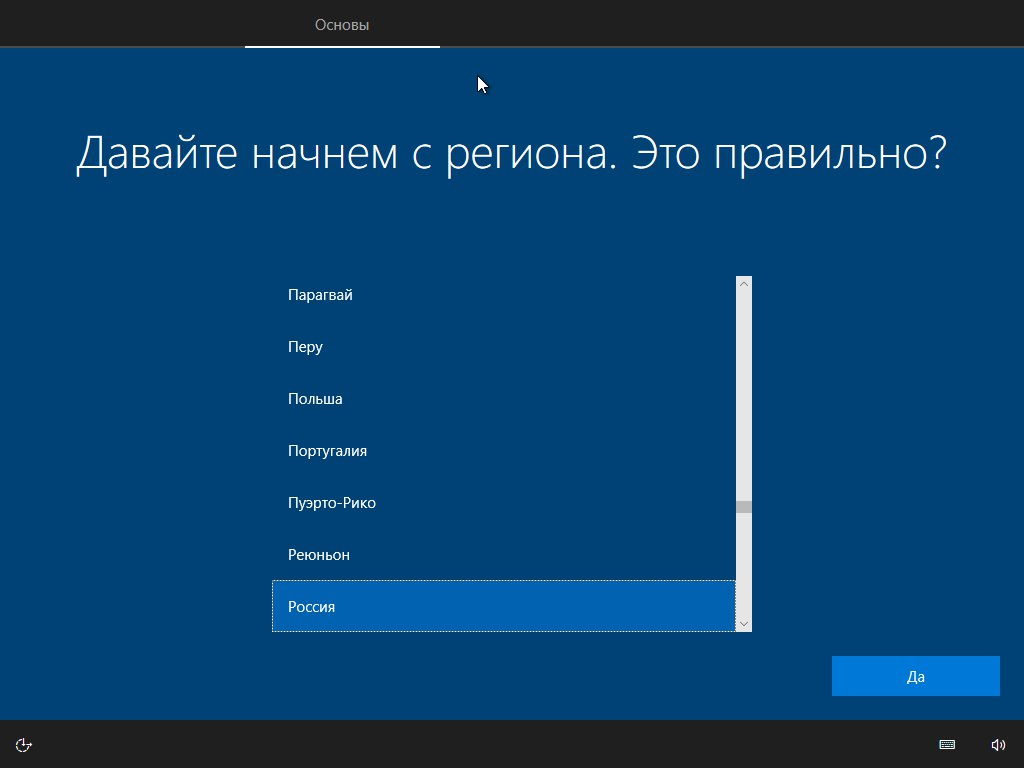 Основы
Давайте начнем с региона. Это правильно?
Парагвай
Перу
Польша
Португалия
Пуэрто-Рико
Реюньон
Россия
Да